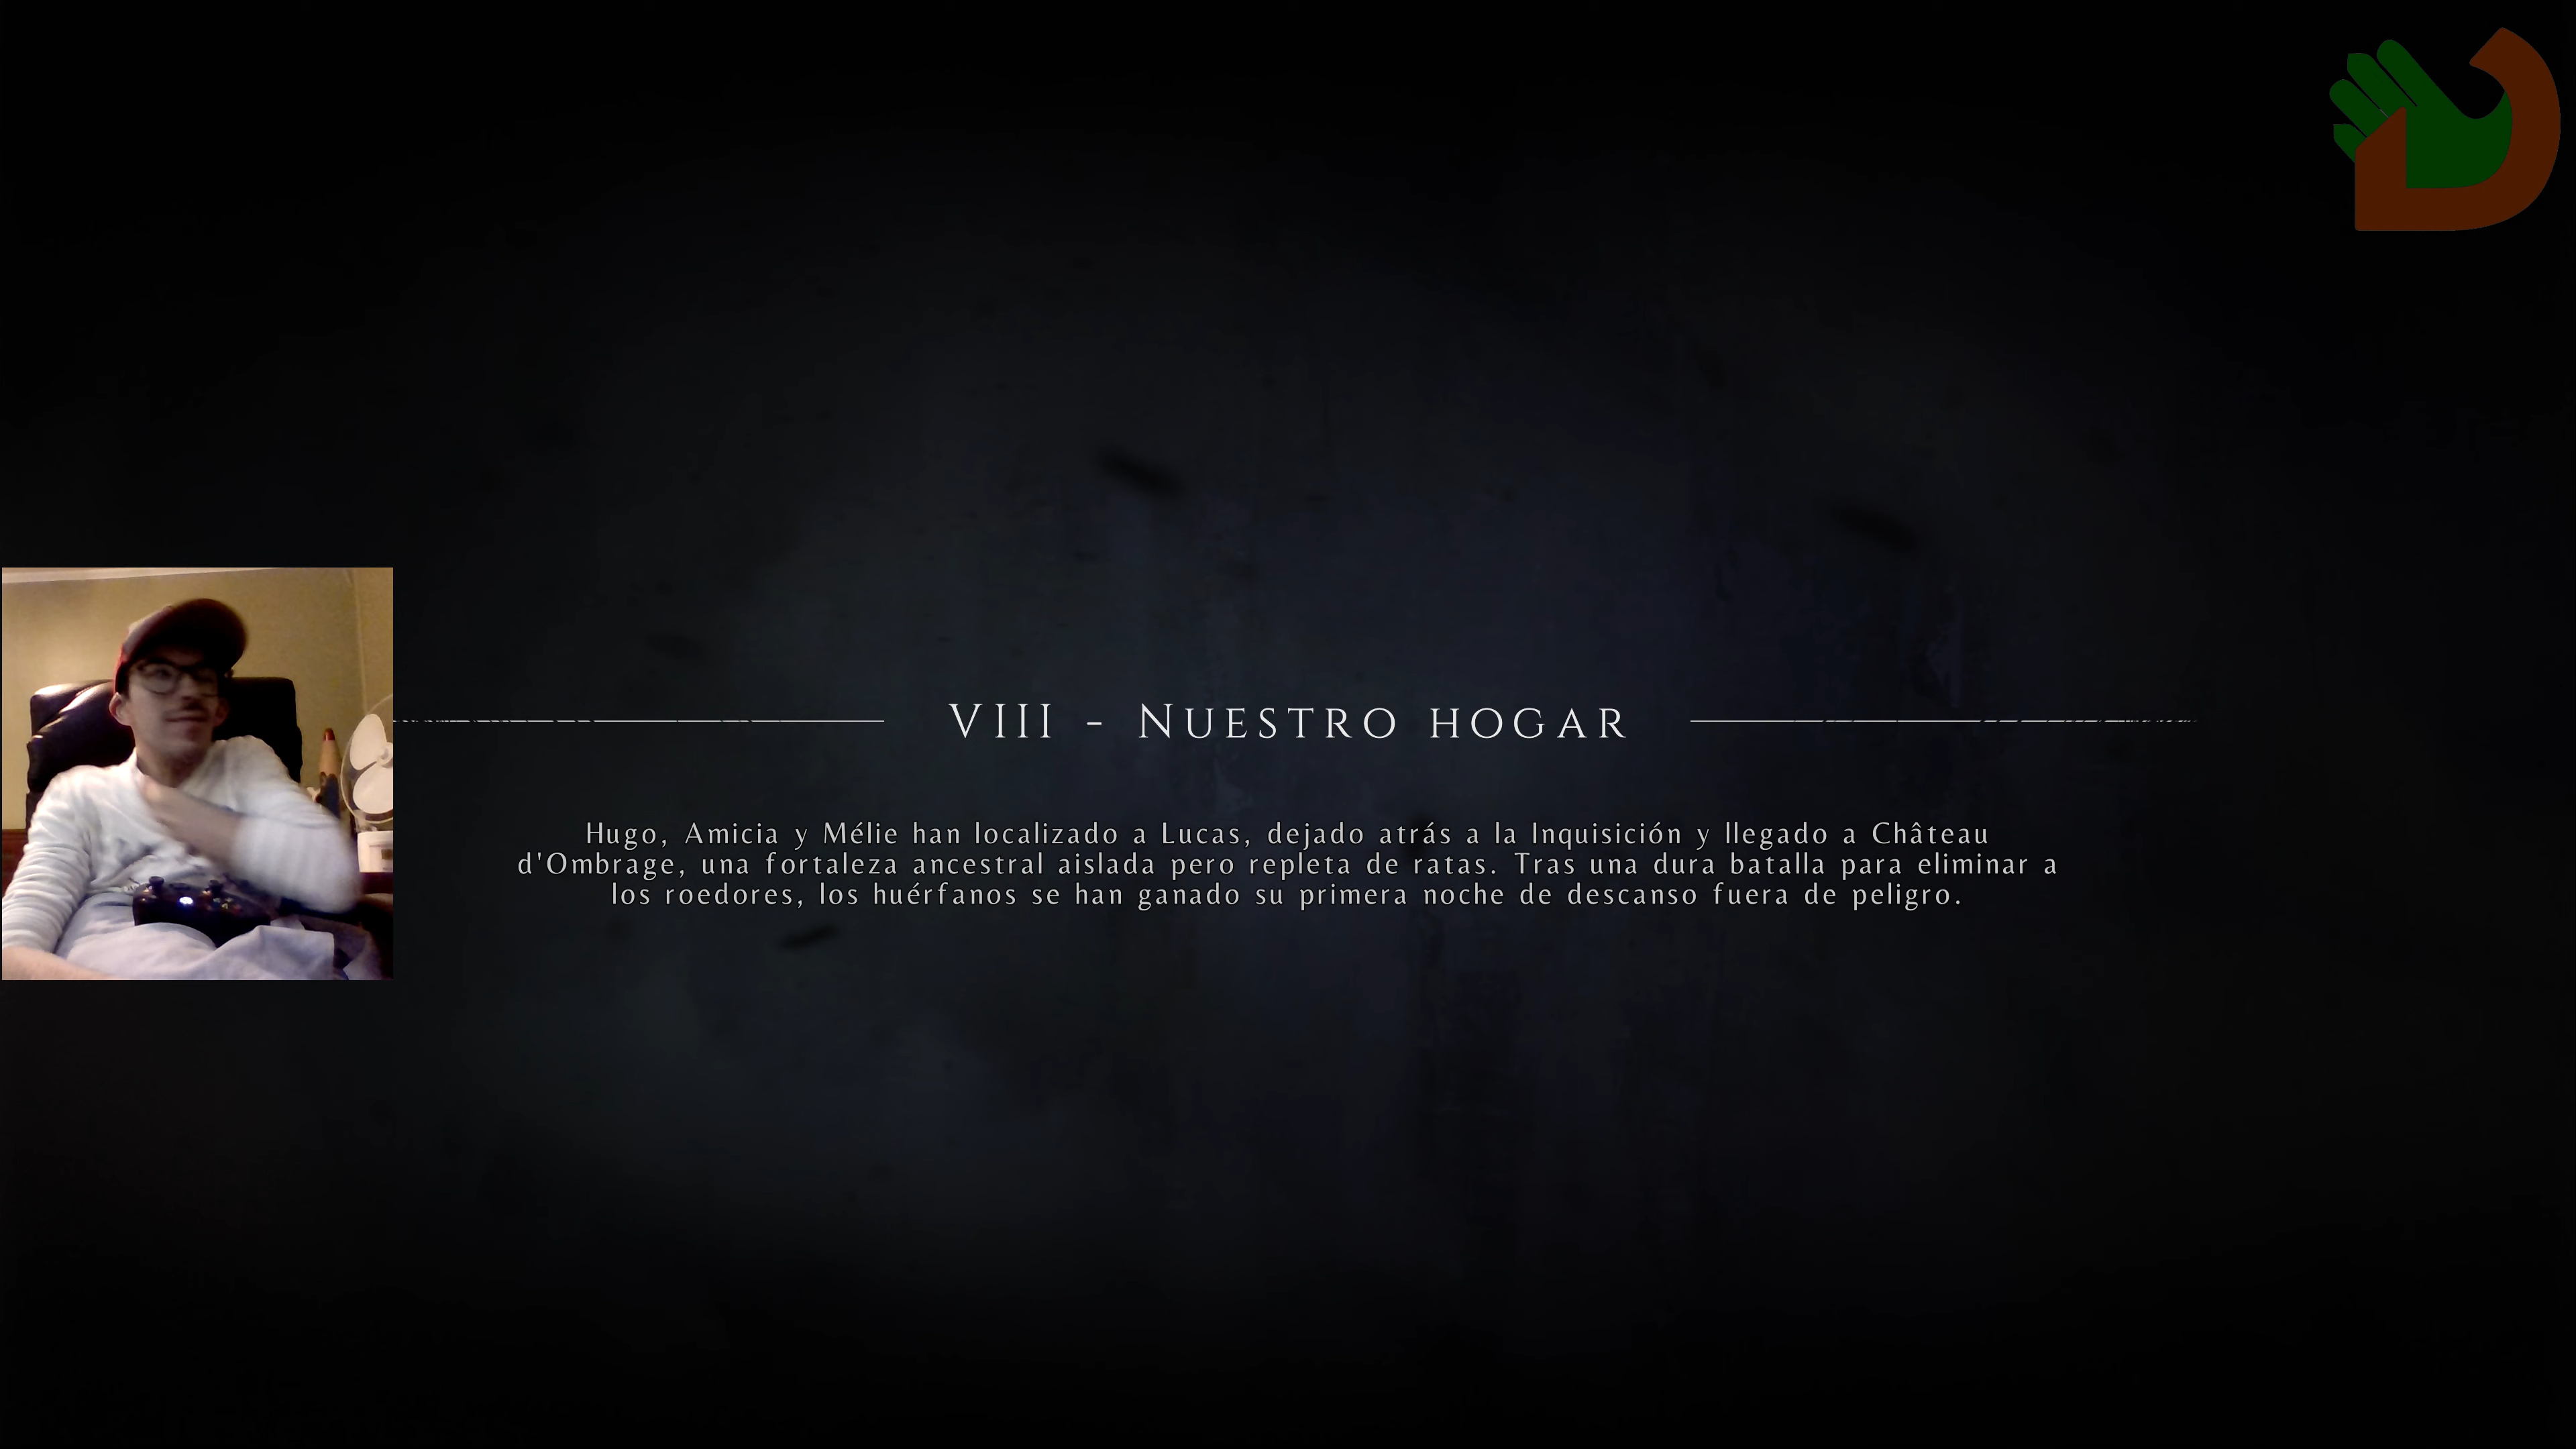 VIII - Nuestro hogar
Hugo, Amicia y Mélie han localizado a Lucas, dejado atrás a la Inquisición y llegado a Château
d'Ombrage, una fortaleza ancestral aislada pero repleta de ratas. Tras una dura batalla para eliminar a
los roedores, los huérfanos se han ganado su primera noche de descanso fuera de peligro.